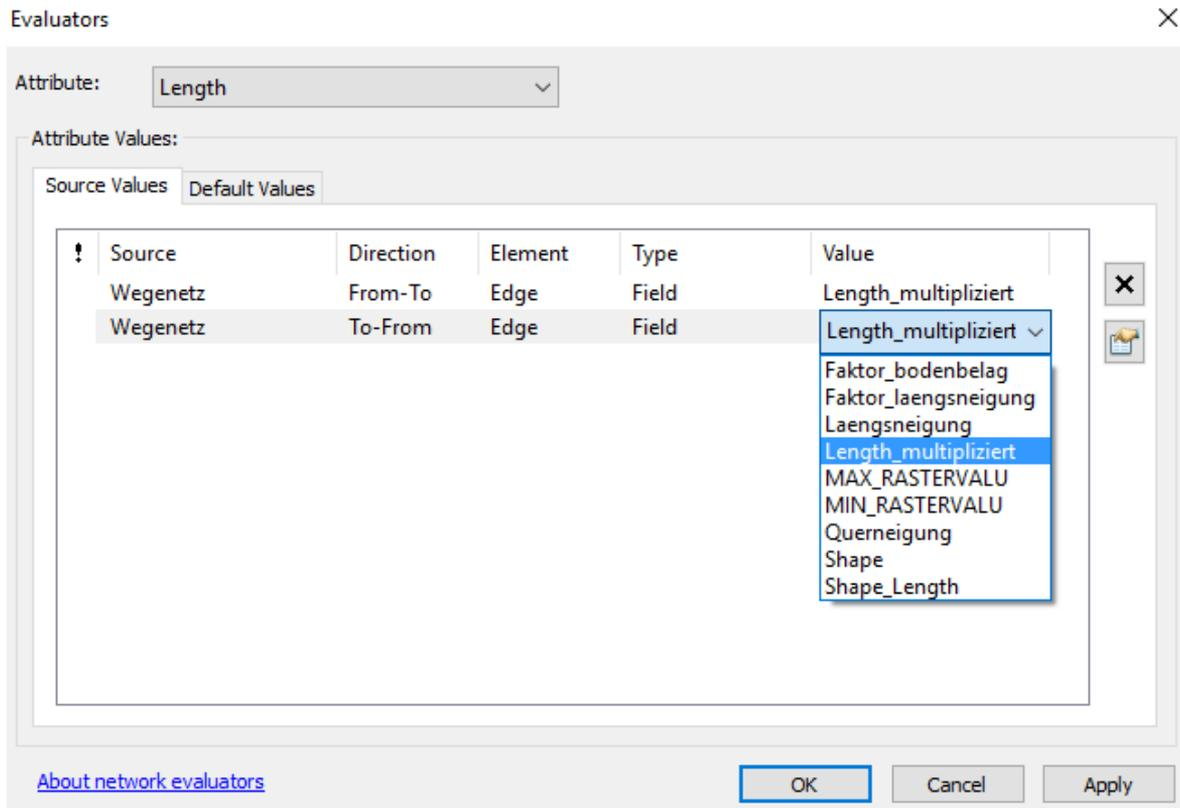 Evaluators
Attribute: Length
Attribute Values:
Source Values Default Values
! Source Direction Element Type Value
Wegenetz From-To Edge Field Length_multipliziert
Wegenetz To-From Edge Field Length_multipliziert
Faktor_bodenbelag
Faktor_laengsneigung
Laengsneigung
Length_multipliziert
MAX_RASTERVALU
MIN_RASTERVALU
Querneigung
Shape
Shape_Length
About network evaluators OK Cancel Apply